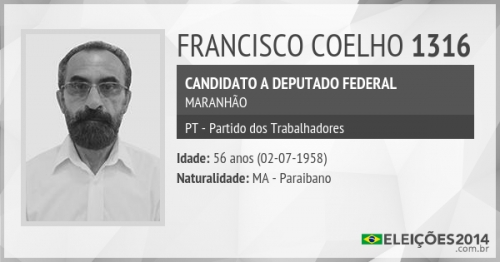 FRANCISCO COELHO 1316
CANDIDATO A DEPUTADO FEDERAL
MARANHÃO
PT - Partido dos Trabalhadores
Idade: 56 anos (02-07-1958)
Naturalidade: MA - Paraibano
ELEIÇÕES2014
.com.br